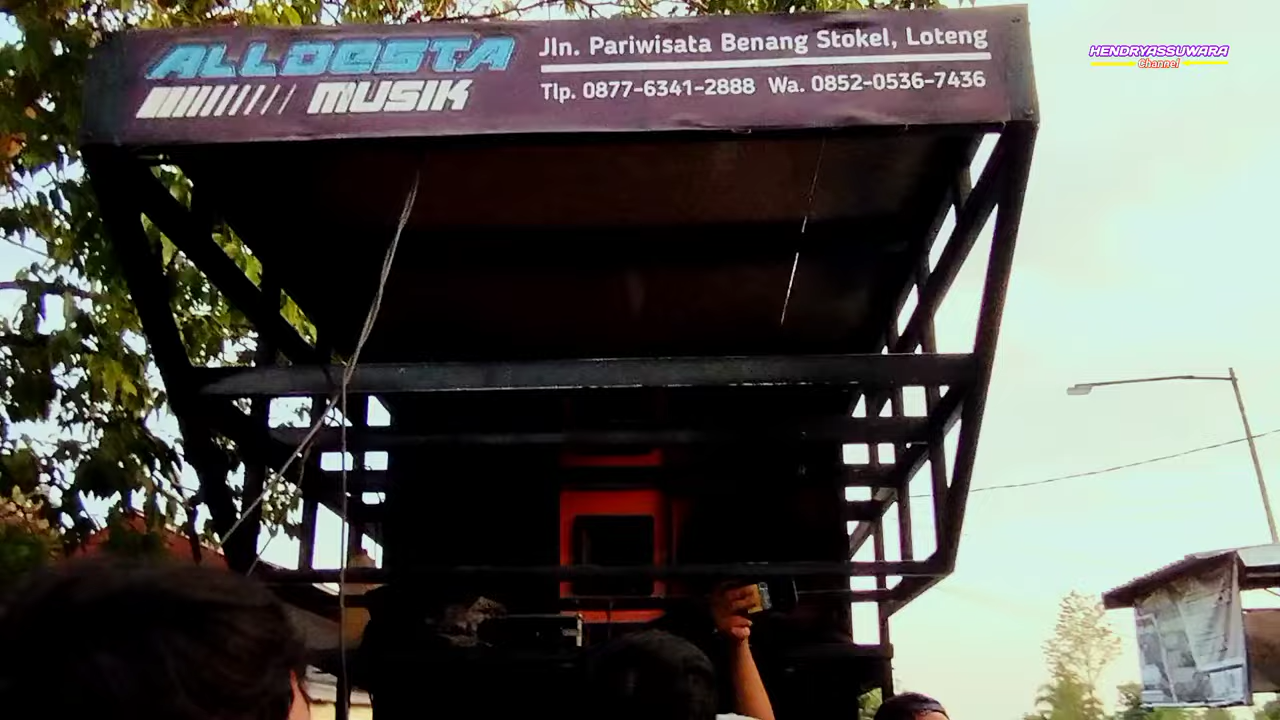 ALLDESTA
MUSIK
Jln. Pariwisata Benang Stokel, Loteng
Tlp. 0877-6341-2888 Wa. 0852-0536-7436
HENDRYASSUWARA
Channel